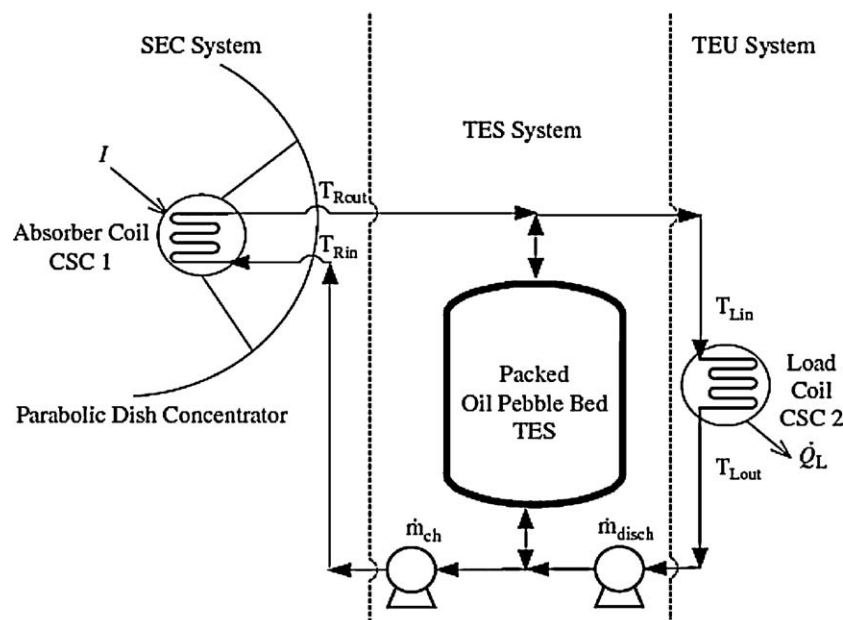 SEC System
TEU System
TES System
I
T_Rout
Absorber Coil
CSC 1
T_Rin
T_Lin
Packed
Oil Pebble Bed
TES
Load
Coil
CSC 2
Parabolic Dish Concentrator
Q̇_L
T_Lout
ṁ_ch
ṁ_disch